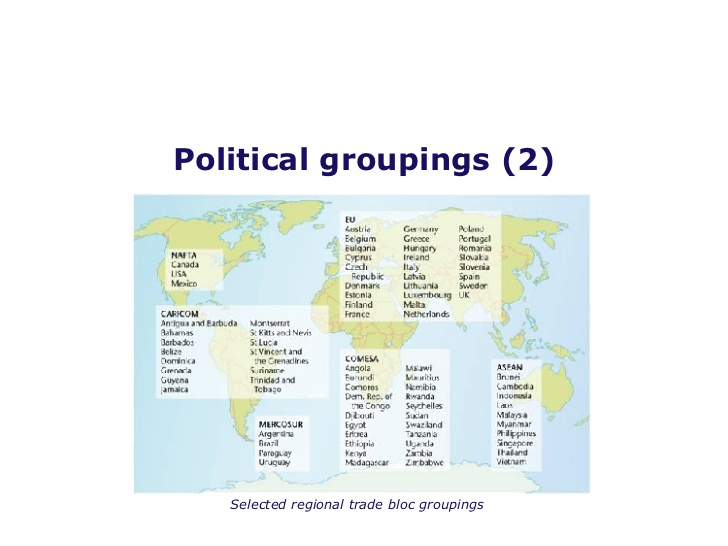 Political groupings (2)
EU
Austria
Belgium
Bulgaria
Cyprus
Czech
Republic
Denmark
Estonia
Finland
France
Germany
Greece
Hungary
Ireland
Italy
Latvia
Lithuania
Luxembourg
Malta
Netherlands
Poland
Portugal
Romania
Slovakia
Slovenia
Spain
Sweden
UK
NAFTA
Canada
USA
Mexico
CARICOM
Antigua and Barbuda
Bahamas
Barbados
Belize
Dominica
Grenada
Guyana
Jamaica
Montserrat
St Kitts and Nevis
St Lucia
St Vincent and
the Grenadines
Suriname
Trinidad and
Tobago
COMESA
Angola
Burundi
Comoros
Dem. Rep. of
the Congo
Djibouti
Egypt
Eritrea
Ethiopia
Kenya
Madagascar
Malawi
Mauritius
Namibia
Rwanda
Seychelles
Sudan
Swaziland
Tanzania
Uganda
Zambia
Zimbabwe
ASEAN
Brunei
Cambodia
Indonesia
Laos
Malaysia
Myanmar
Philippines
Singapore
Thailand
Vietnam
MERCOSUR
Argentina
Brazil
Paraguay
Uruguay
Selected regional trade bloc groupings